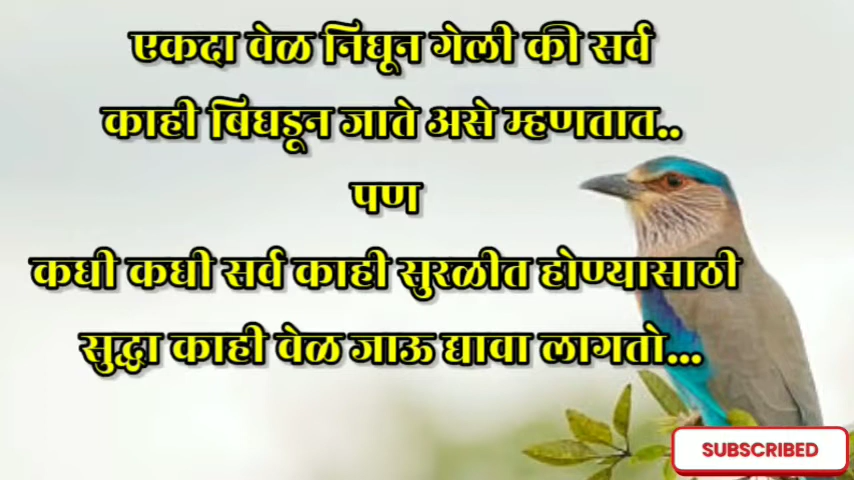 एकदा वेळ निघून गेली की सर्व
काही बिघडून जाते असे म्हणतात..
पण
कधी कधी सर्व काही सुरळीत होण्यासाठी
सुद्धा काही वेळ जाऊ द्यावा लागतो...
SUBSCRIBED